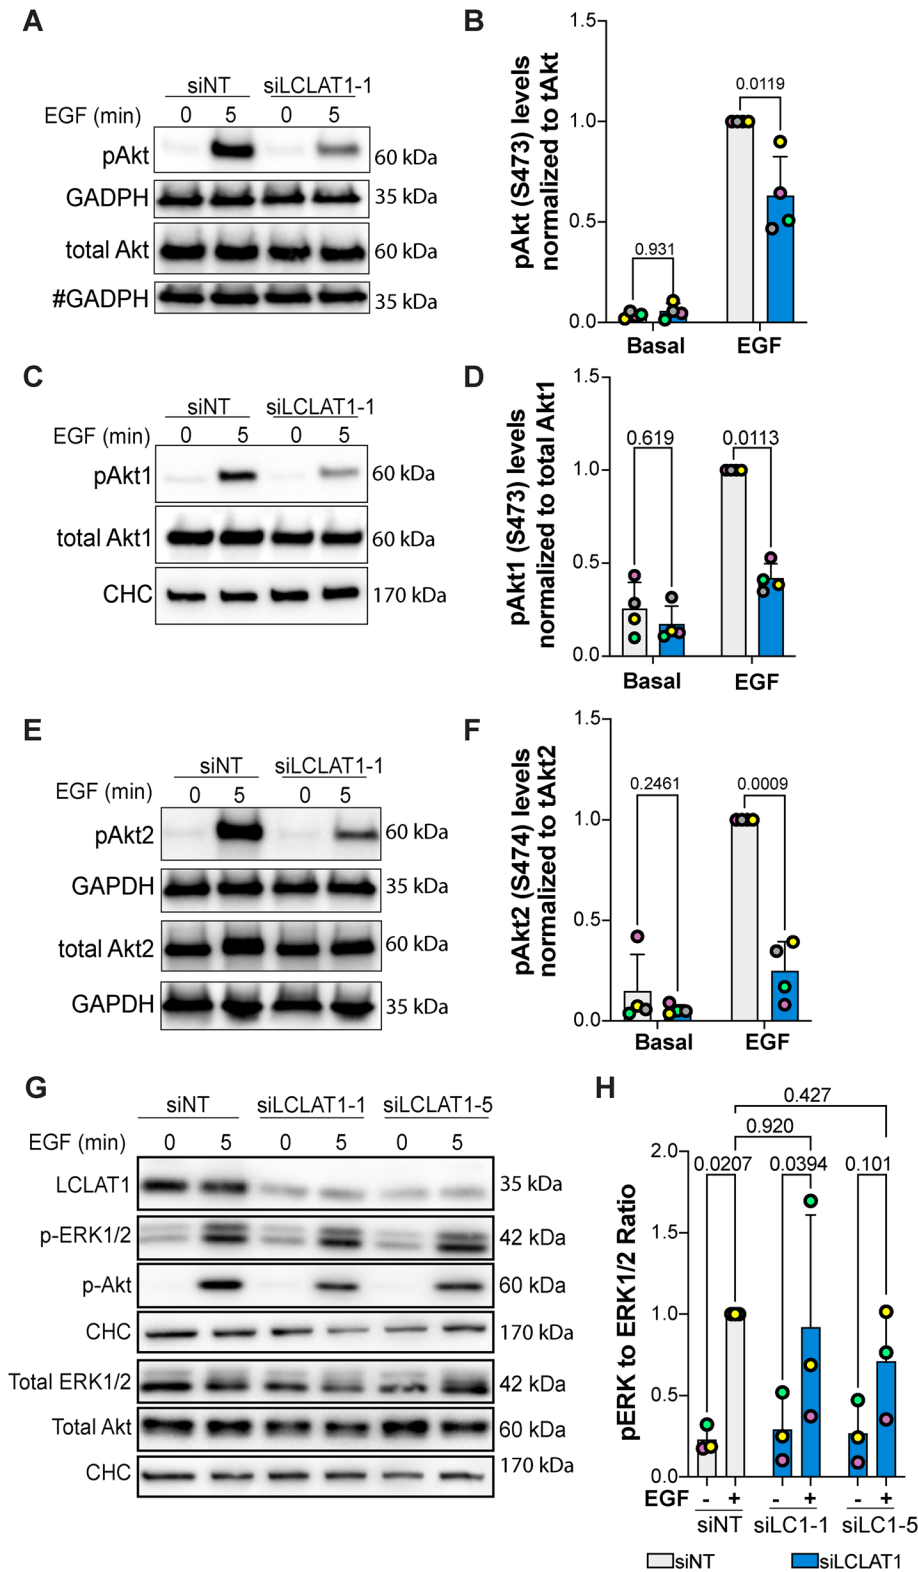 A
siNT siLCLAT1-1
EGF (min) 0 5 0 5
pAkt 60 kDa
GADPH 35 kDa
total Akt 60 kDa
#GADPH 35 kDa
B
pAkt (S473) levels
normalized to tAkt
1.5
1.0
0.5
0.0
0.931
0.0119
Basal EGF
C
siNT siLCLAT1-1
EGF (min) 0 5 0 5
pAkt1 60 kDa
total Akt1 60 kDa
CHC 170 kDa
D
pAkt1 (S473) levels
normalized to total Akt1
1.5
1.0
0.5
0.0
0.619 0.0113
Basal EGF
E
siNT siLCLAT1-1
EGF (min) 0 5 0 5
pAkt2 60 kDa
GAPDH 35 kDa
total Akt2 60 kDa
GAPDH 35 kDa
F
pAkt2 (S474) levels
normalized to tAkt2
1.5
1.0
0.5
0.0
0.2461 0.0009
Basal EGF
G
siNT siLCLAT1-1 siLCLAT1-5
EGF (min) 0 5 0 5 0 5
LCLAT1 35 kDa
p-ERK1/2 42 kDa
p-Akt 60 kDa
CHC 170 kDa
Total ERK1/2 42 kDa
Total Akt 60 kDa
CHC 170 kDa
H
pERK to ERK1/2 Ratio
2.0
1.5
1.0
0.5
0.0
0.427
0.920
0.0207 0.0394 0.101
EGF - + - + - +
siNT siLC1-1 siLC1-5
siNT siLCLAT1